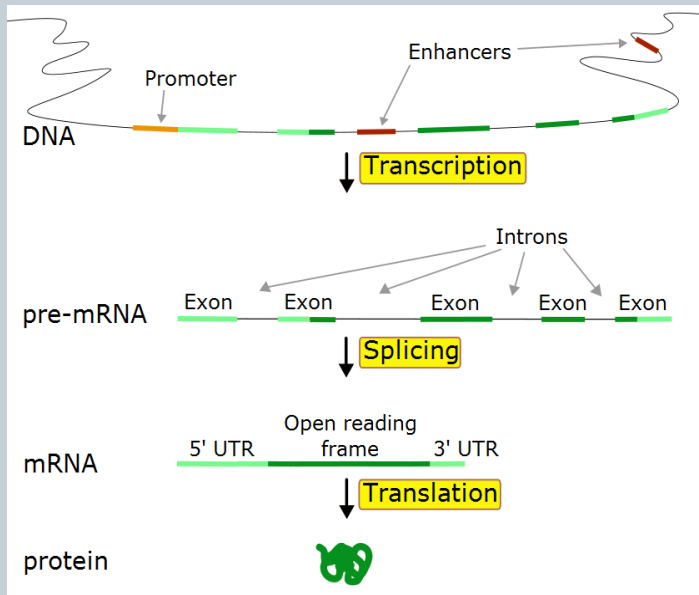 Enhancers
Promoter
DNA
Transcription
Introns
Exon Exon Exon Exon Exon
pre-mRNA
Splicing
Open reading
frame
5' UTR 3' UTR
mRNA
Translation
protein